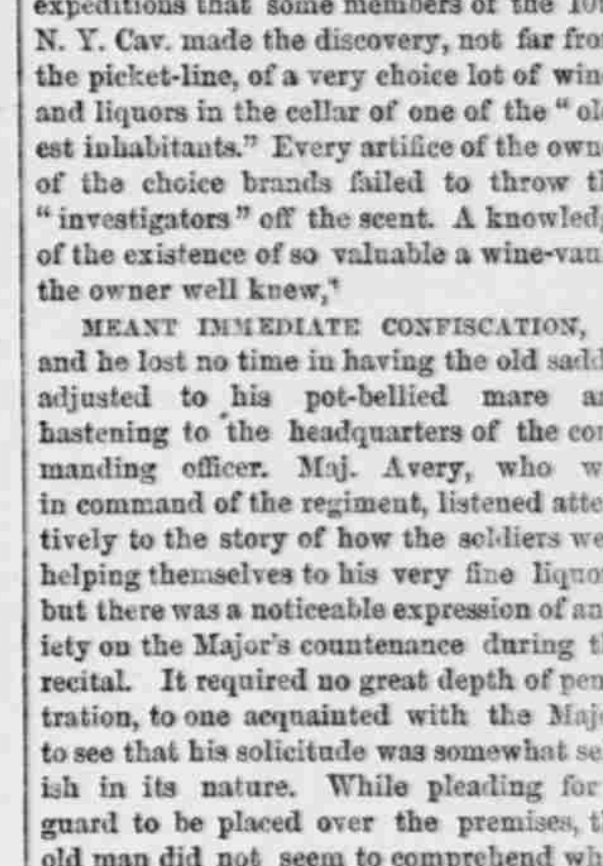 expeditions that some members of the 10t
N. Y. Cav. made the discovery, not far fro
the picket-line, of a very choice lot of win
and liquors in the cellar of one of the "ol
est inhabitants." Every artifice of the own
of the choice brands failed to throw t
"investigators" off the scent. A knowled
of the existence of so valuable a wine-vau
the owner well knew,
MEANT IMMEDIATE CONFISCATION,
and he lost no time in having the old sadd
adjusted to his pot-bellied mare a
hastening to the headquarters of the co
manding officer. Maj. Avery, who w
in command of the regiment, listened atte
tively to the story of how the soldiers we
helping themselves to his very fine liquo
but there was a noticeable expression of an
iety on the Major's countenance during t
recital. It required no great depth of pen
tration, to one acquainted with the Maj
to see that his solicitude was somewhat se
ish in its nature. While pleading for
guard to be placed over the premises, t
old man did not seem to comprehend wh